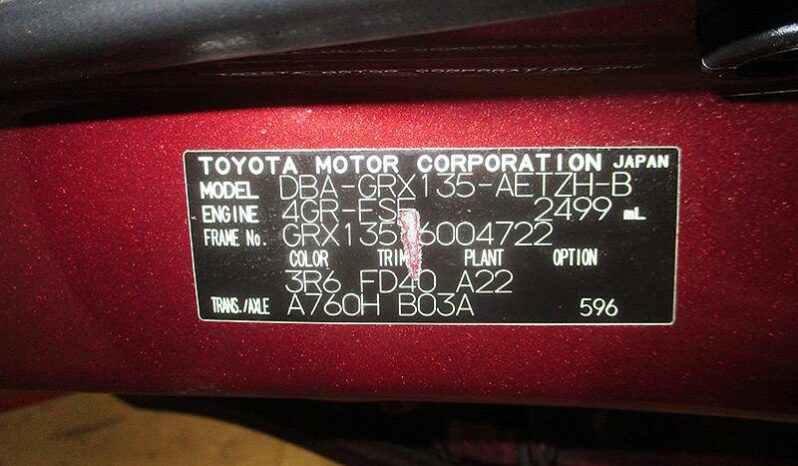 TOYOTA MOTOR CORPORATION JAPAN
MODEL DBA-GRX135-AETZH-B
ENGINE 4GR-FSE 2499 mL
FRAME No. GRX135 6004722
COLOR TRIM PLANT OPTION
3R6 FD40 A22
TRANS./AXLE A760H B03A 596